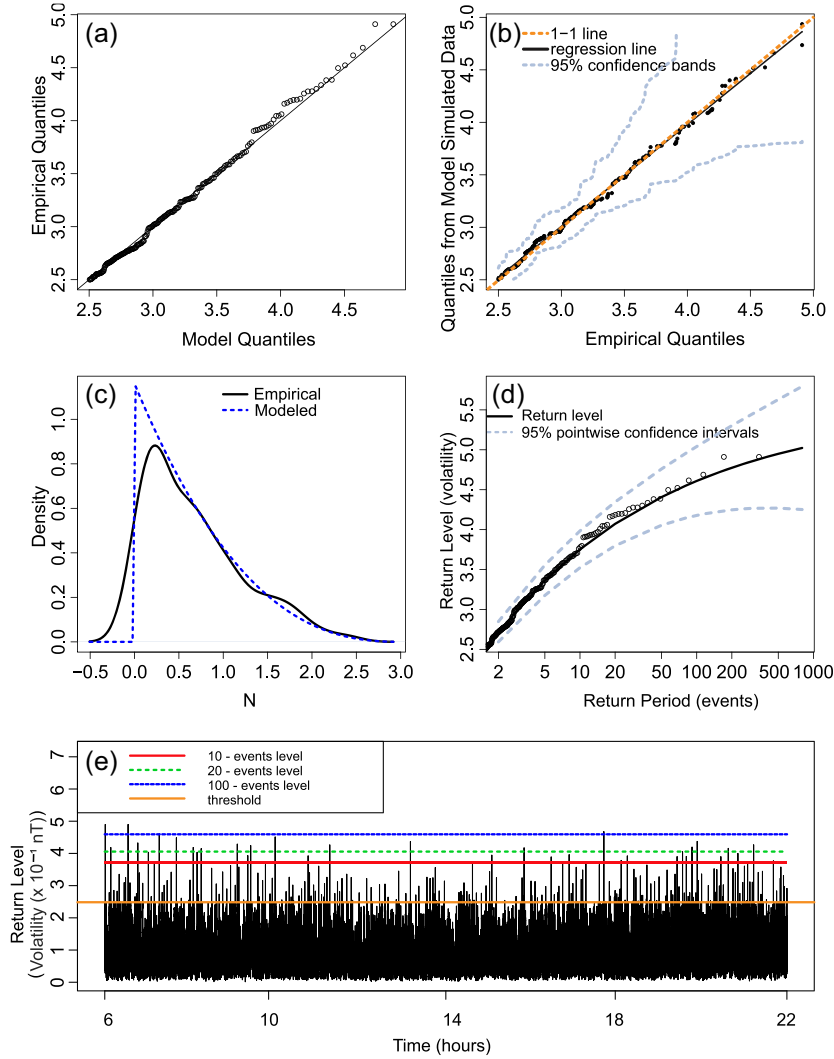 (a)
Empirical Quantiles
2.5 3.0 3.5 4.0 4.5 5.0
2.5 3.0 3.5 4.0 4.5
Model Quantiles
(b)
1−1 line
regression line
95% confidence bands
Quantiles from Model Simulated Data
2.5 3.0 3.5 4.0 4.5 5.0
2.5 3.0 3.5 4.0 4.5 5.0
Empirical Quantiles
(c)
Empirical
Modeled
Density
0.0 0.2 0.4 0.6 0.8 1.0
−0.5 0.0 0.5 1.0 1.5 2.0 2.5 3.0
N
(d)
Return level
95% pointwise confidence intervals
Return Level (volatility)
2.5 3.0 3.5 4.0 4.5 5.0 5.5
2 5 10 20 50 100 200 500 1000
Return Period (events)
(e)
10 - events level
20 - events level
100 - events level
threshold
Return Level
(Volatility (x 10⁻¹ nT))
0 1 2 3 4 5 6 7
6 10 14 18 22
Time (hours)